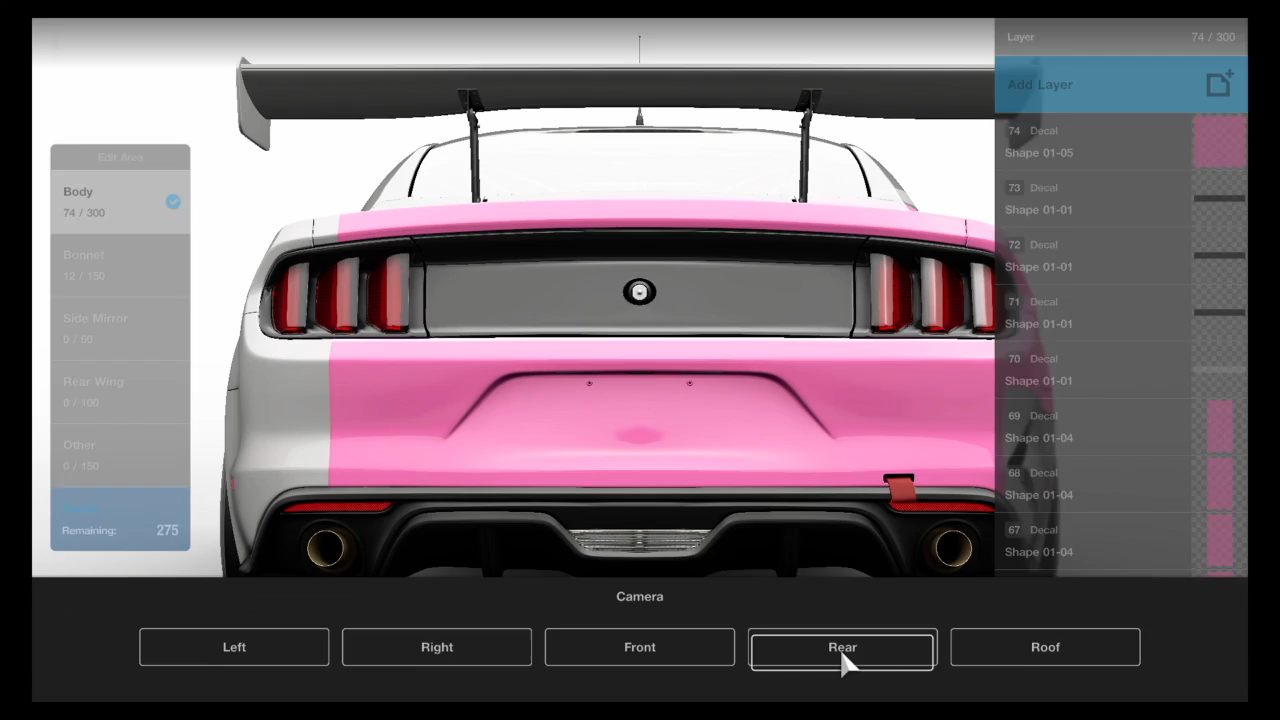 Edit Area
Body
74 / 300
Bonnet
12 / 150
Side Mirror
0 / 50
Rear Wing
0 / 100
Other
0 / 150
Remaining: 275
Layer 74 / 300
Add Layer
74 Decal
Shape 01-05
73 Decal
Shape 01-01
72 Decal
Shape 01-01
71 Decal
Shape 01-01
70 Decal
Shape 01-01
69 Decal
Shape 01-04
68 Decal
Shape 01-04
67 Decal
Shape 01-04
Camera
Left
Right
Front
Rear
Roof